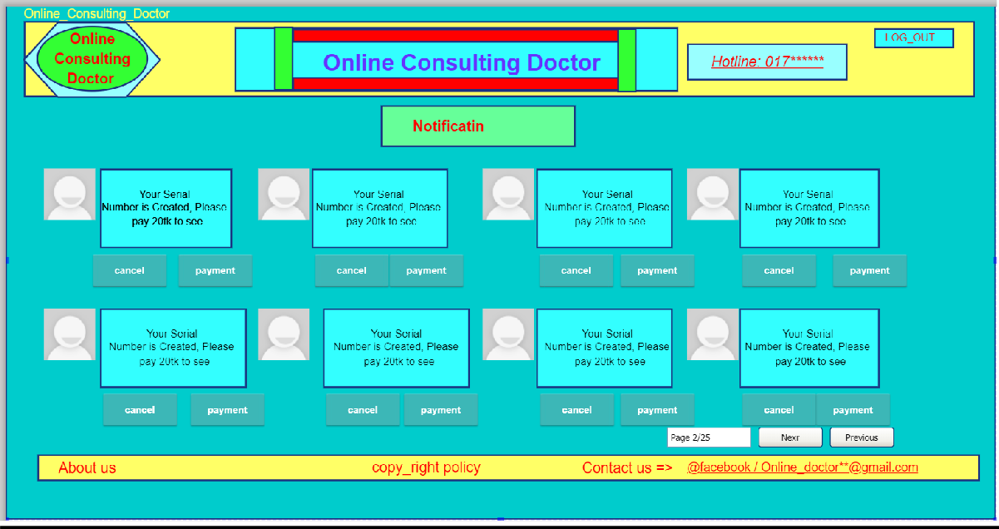 Online_Consulting_Doctor
Online
Consulting
Doctor
Online Consulting Doctor
Hotline: 017******
LOG_OUT
Notificatin
Your Serial
Number is Created, Please
pay 20tk to see
cancel
payment
Your Serial
Number is Created, Please
pay 20tk to see
cancel
payment
Your Serial
Number is Created, Please
pay 20tk to see
cancel
payment
Your Serial
Number is Created, Please
pay 20tk to see
cancel
payment
Your Serial
Number is Created, Please
pay 20tk to see
cancel
payment
Your Serial
Number is Created, Please
pay 20tk to see
cancel
payment
Your Serial
Number is Created, Please
pay 20tk to see
cancel
payment
Your Serial
Number is Created, Please
pay 20tk to see
cancel
payment
Page 2/25
Nexr
Previous
About us
copy_right policy
Contact us => @facebook / Online_doctor**@gmail.com